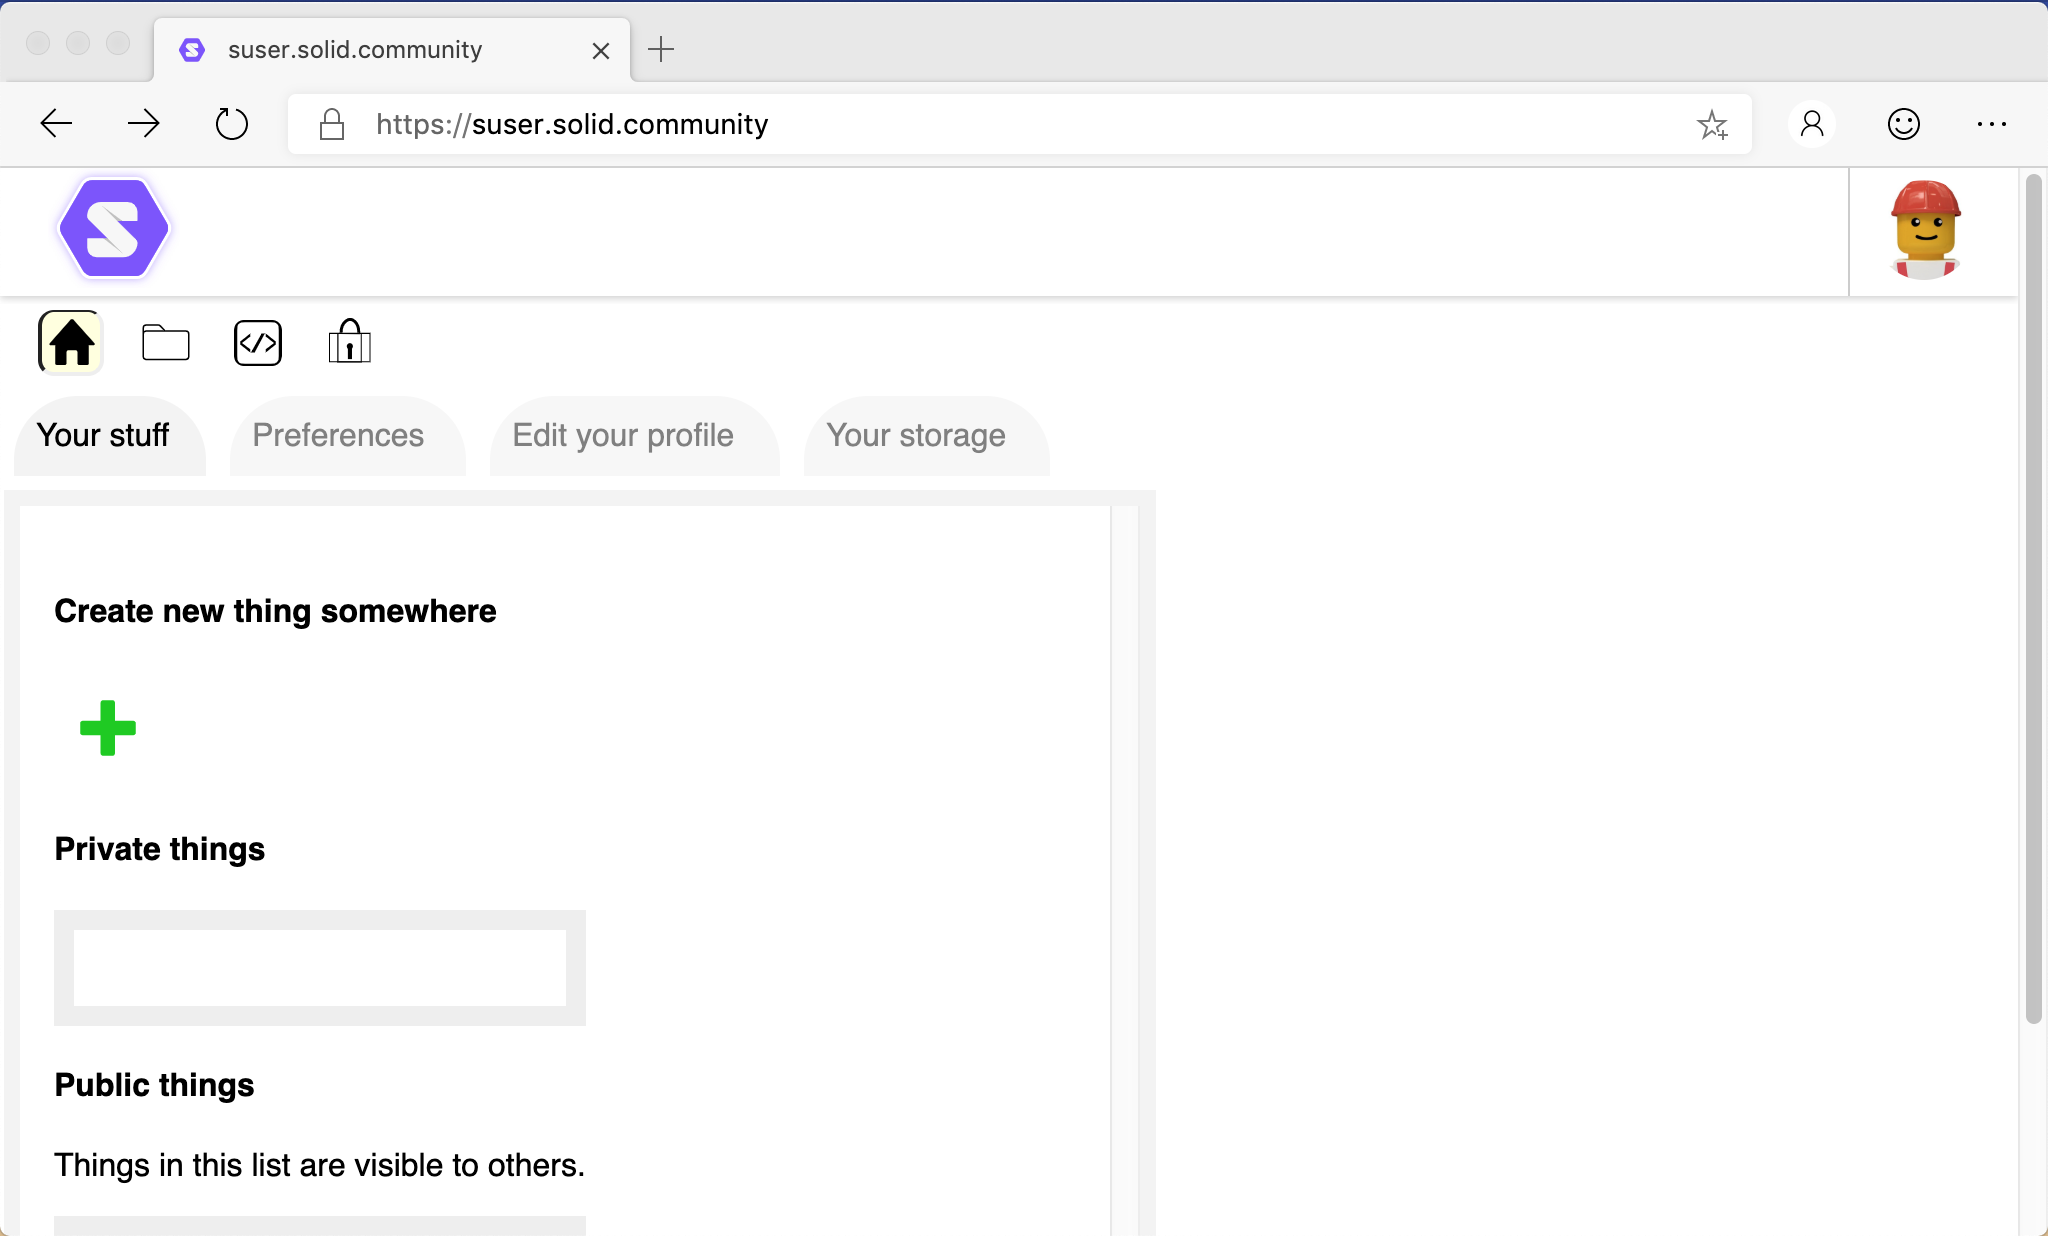 suser.solid.community
https://suser.solid.community
Your stuff
Preferences
Edit your profile
Your storage
Create new thing somewhere
Private things
Public things
Things in this list are visible to others.